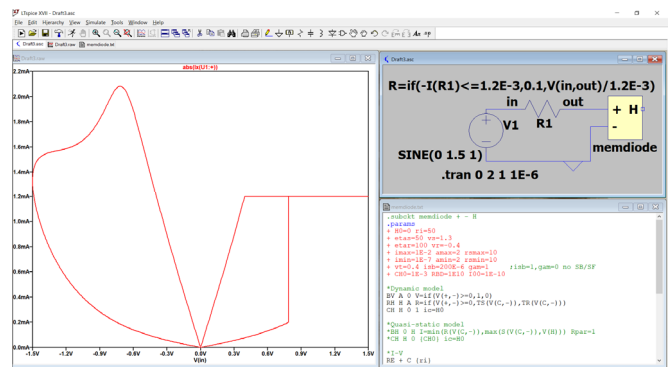 LTspice XVII - Draft3.asc
File Edit Hierarchy View Simulate Tools Window Help
Draft3.asc Draft3.raw memdiode.txt
Draft3.raw
abs(Ix(U1:+))
2.2mA
2.0mA
1.8mA
1.6mA
1.4mA
1.2mA
1.0mA
0.8mA
0.6mA
0.4mA
0.2mA
0.0mA
-1.5V -1.2V -0.9V -0.6V -0.3V 0.0V 0.3V 0.6V 0.9V 1.2V 1.5V
V(in)
Draft3.asc
R=if(-I(R1)<=1.2E-3,0.1,V(in,out)/1.2E-3)
in out
+ H
V1 R1
-
memdiode
SINE(0 1.5 1)
.tran 0 2 1 1E-6
memdiode.txt
.subckt memdiode + - H
.params
+ H0=0 ri=50
+ etas=50 vs=1.3
+ etar=100 vr=-0.4
+ imax=1E-2 amax=2 rsmax=10
+ imin=1E-7 amin=2 rsmin=10
+ vt=0.4 isb=200E-6 gam=1 ;isb=1,gam=0 no SB/SF
+ CH0=1E-3 RBD=1E10 I00=1E-10
*Dynamic model
BV A 0 V=if(V(+,-)>=0,1,0)
RH H A R=if(V(+,-)>=0,TS(V(C,-)),TR(V(C,-)))
CH H 0 1 ic=H0
*Quasi-static model
*BH 0 H I=min(R(V(C,-)),max(S(V(C,-)),V(H))) Rpar=1
*CH H 0 {CH0} ic=H0
*I-V
RE + C {ri}